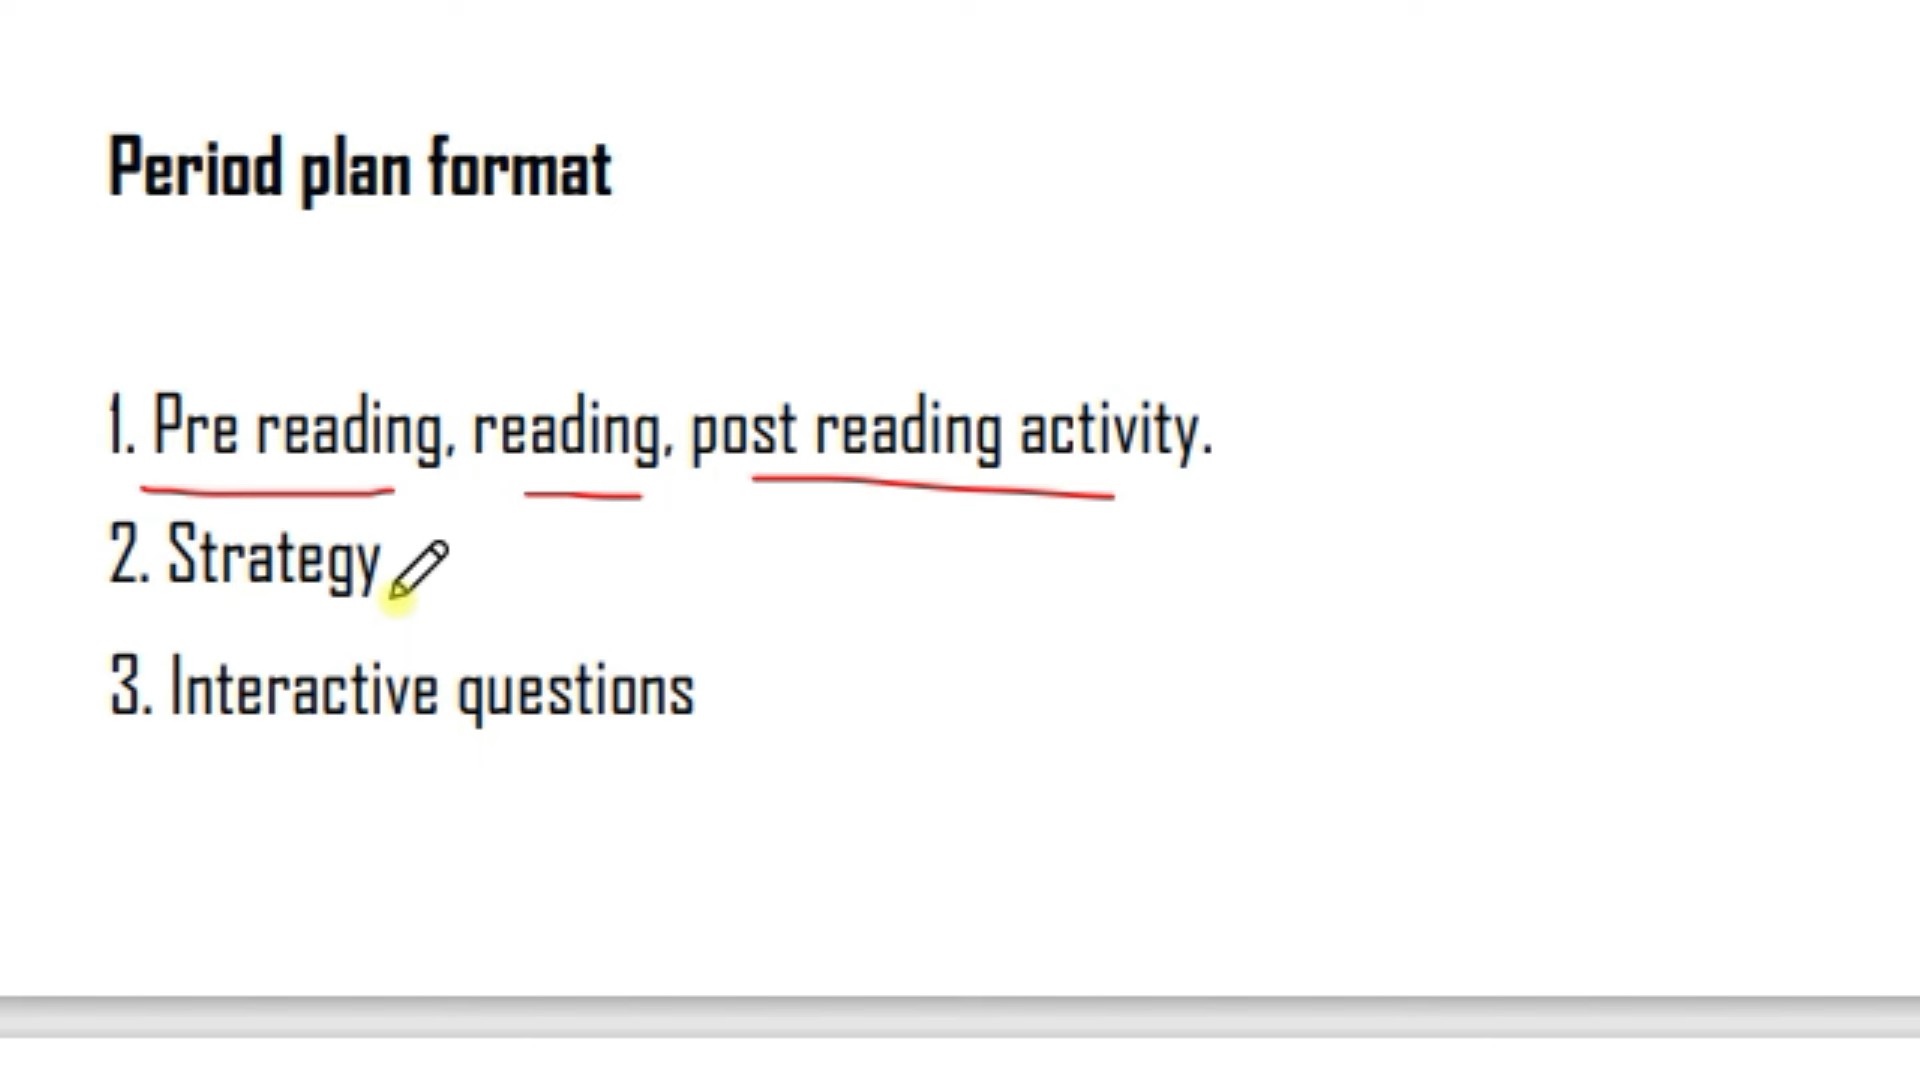 Period plan format
1. Pre reading, reading, post reading activity.
2. Strategy
3. Interactive questions